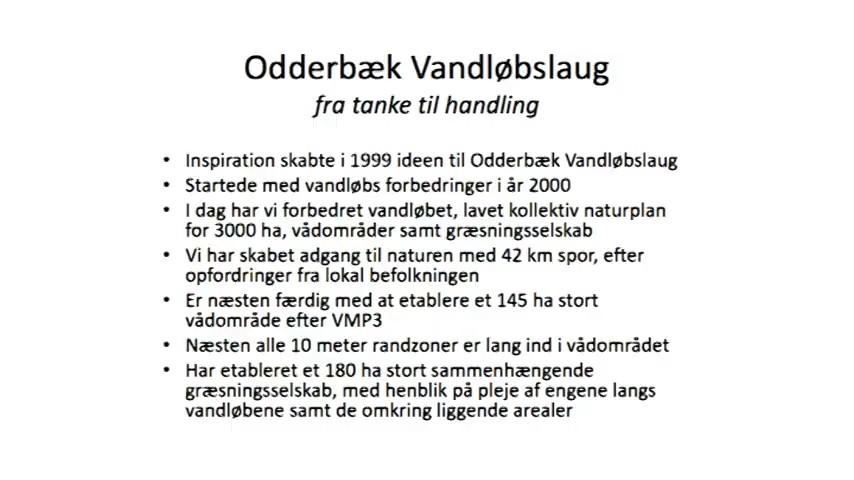 Odderbæk Vandløbslaug
fra tanke til handling
• Inspiration skabte i 1999 ideen til Odderbæk Vandløbslaug
• Startede med vandløbs forbedringer i år 2000
• I dag har vi forbedret vandløbet, lavet kollektiv naturplan
for 3000 ha, vådområder samt græsningsselskab
• Vi har skabet adgang til naturen med 42 km spor, efter
opfordringer fra lokal befolkningen
• Er næsten færdig med at etablere et 145 ha stort
vådområde efter VMP3
• Næsten alle 10 meter randzoner er lang ind i vådområdet
• Har etableret et 180 ha stort sammenhængende
græsningsselskab, med henblik på pleje af engene langs
vandløbene samt de omkring liggende arealer